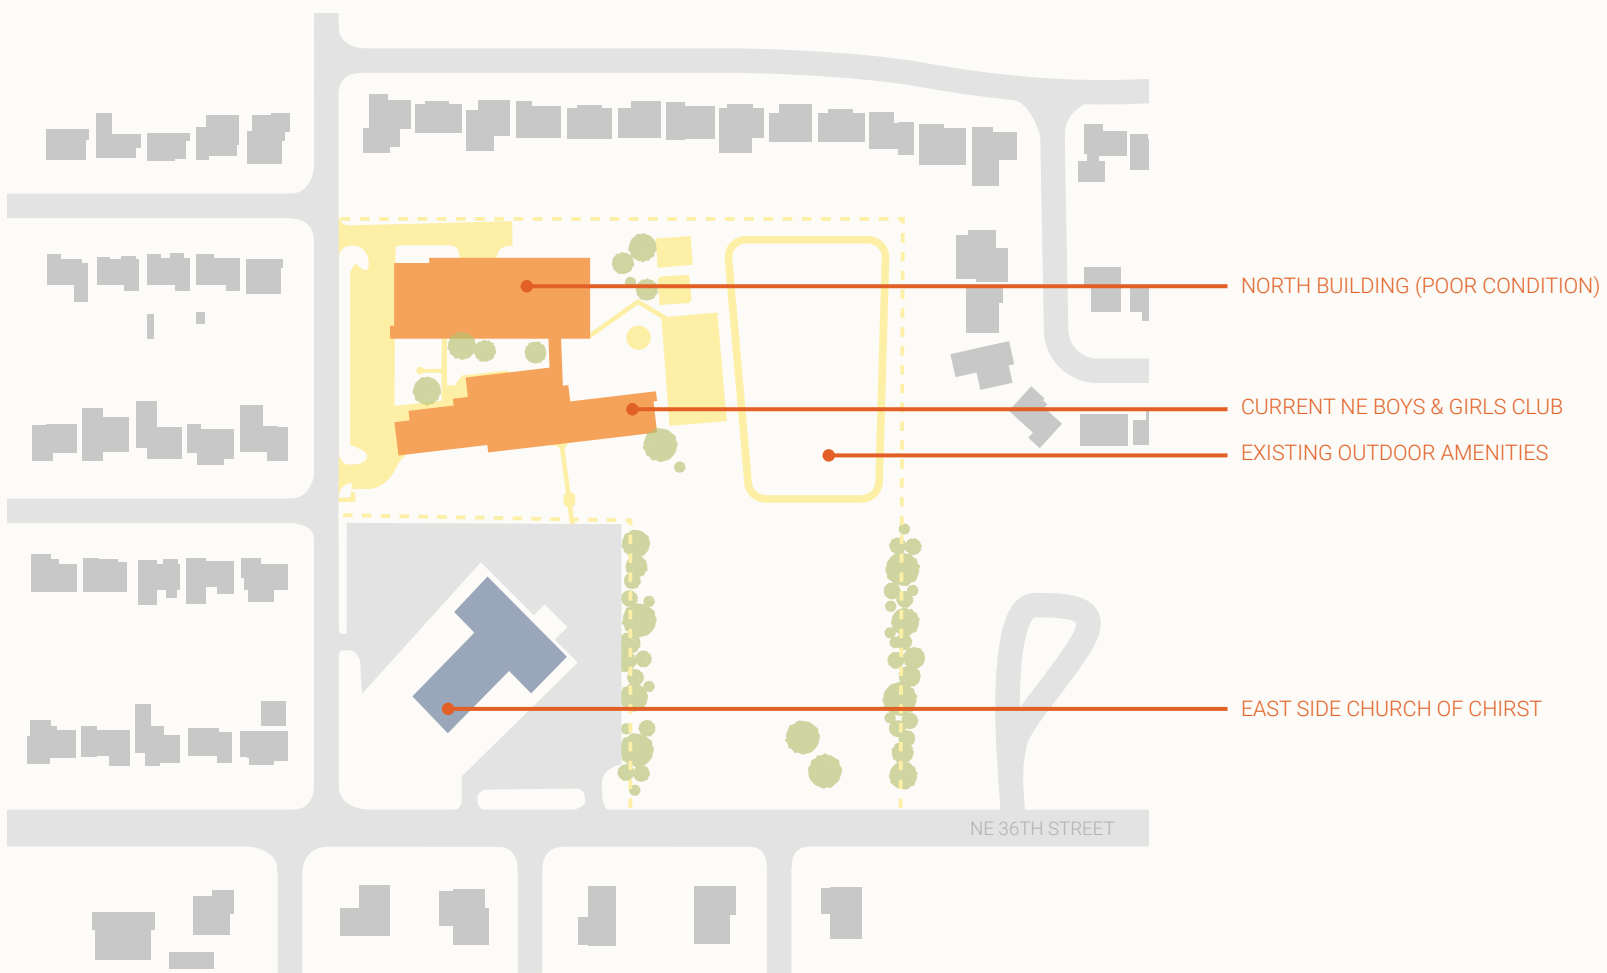 NORTH BUILDING (POOR CONDITION)
CURRENT NE BOYS & GIRLS CLUB
EXISTING OUTDOOR AMENITIES
EAST SIDE CHURCH OF CHIRST
NE 36TH STREET